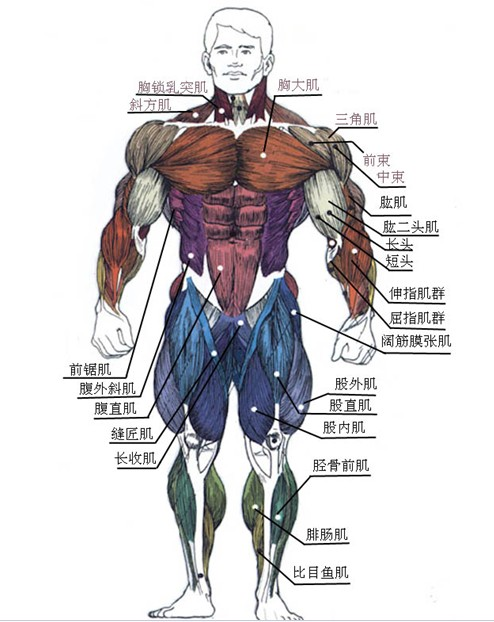 胸锁乳突肌
胸大肌
斜方肌
三角肌
前束
中束
肱肌
肱二头肌
长头
短头
伸指肌群
屈指肌群
阔筋膜张肌
前锯肌
腹外斜肌
腹直肌
缝匠肌
长收肌
股外肌
股直肌
股内肌
胫骨前肌
腓肠肌
比目鱼肌